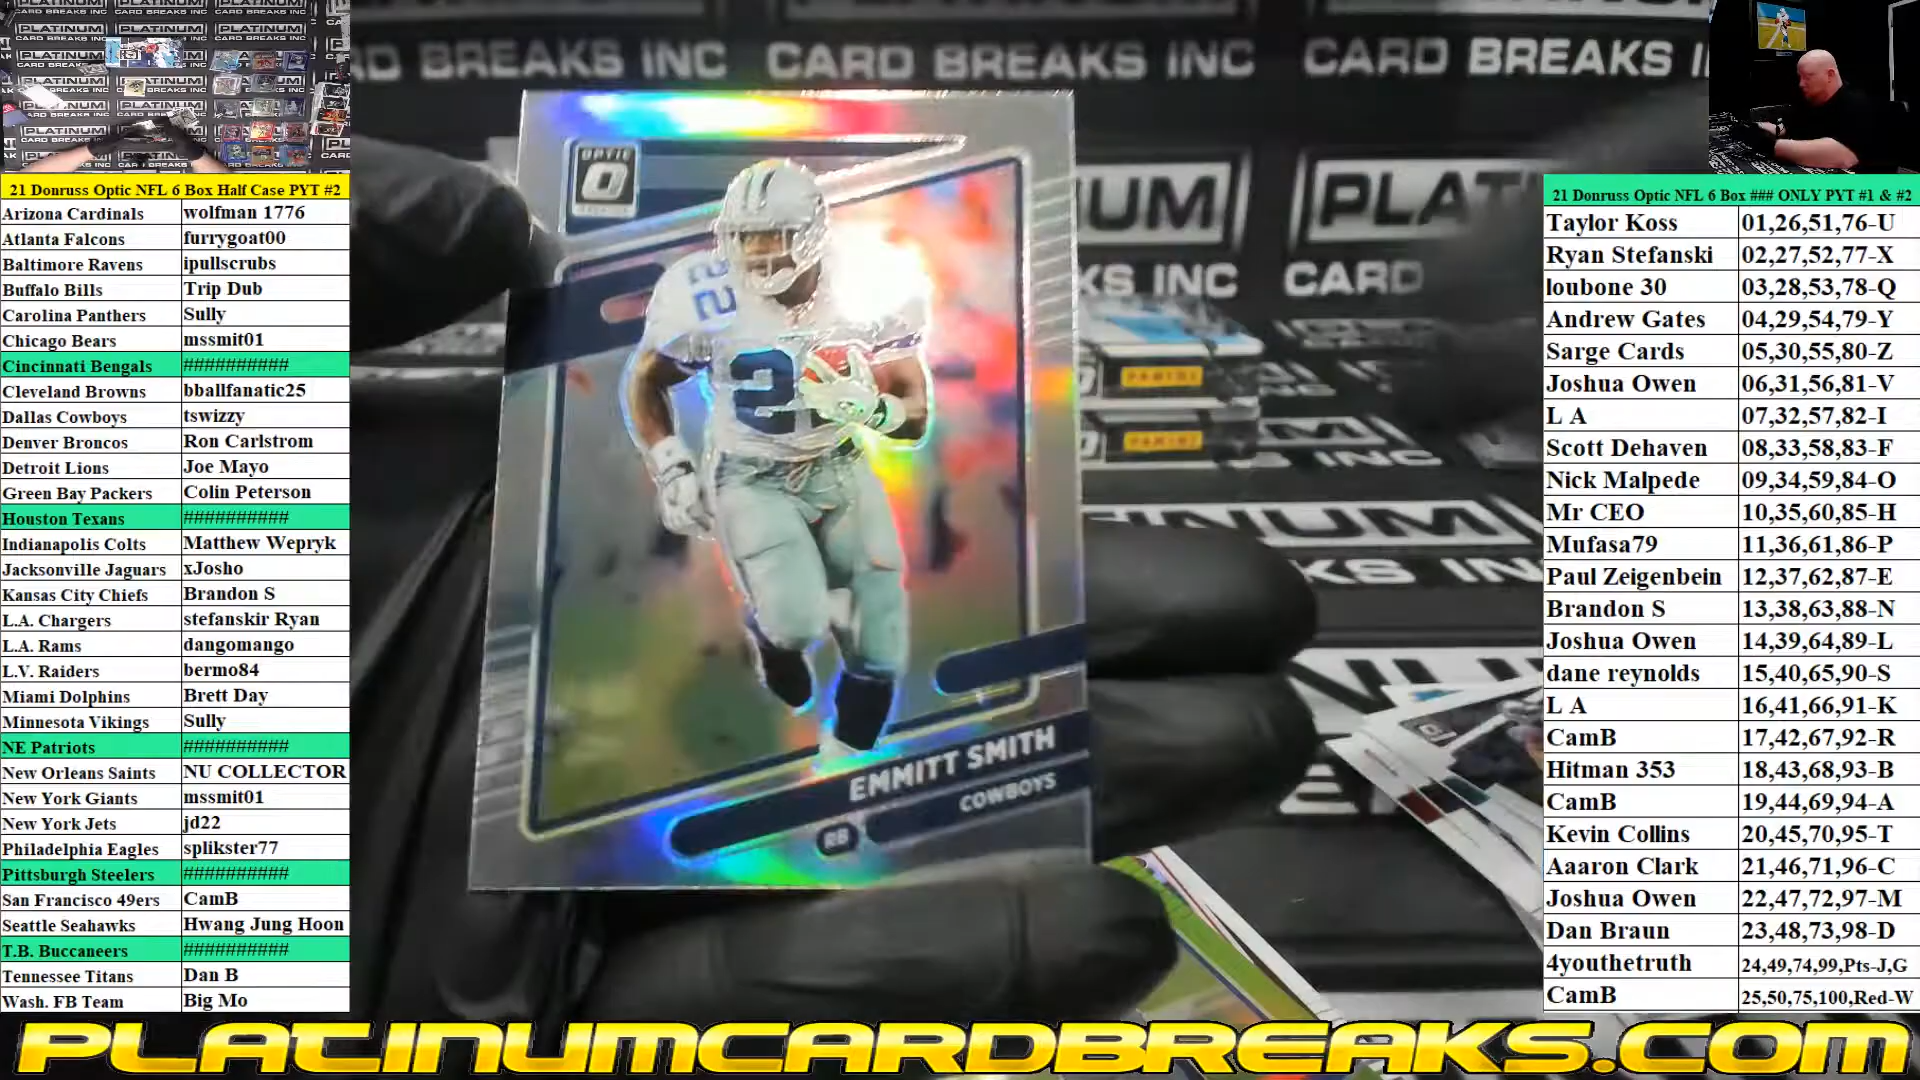 21 Donruss Optic NFL 6 Box Half Case PYT #2
Arizona Cardinals wolfman 1776
Atlanta Falcons furrygoat00
Baltimore Ravens ipullscrubs
Buffalo Bills Trip Dub
Carolina Panthers Sully
Chicago Bears mssmit01
Cincinnati Bengals ##########
Cleveland Browns bballfanatic25
Dallas Cowboys tswizzy
Denver Broncos Ron Carlstrom
Detroit Lions Joe Mayo
Green Bay Packers Colin Peterson
Houston Texans ##########
Indianapolis Colts Matthew Wepryk
Jacksonville Jaguars xJosho
Kansas City Chiefs Brandon S
L.A. Chargers stefanskir Ryan
L.A. Rams dangomango
L.V. Raiders bermo84
Miami Dolphins Brett Day
Minnesota Vikings Sully
NE Patriots ##########
New Orleans Saints NU COLLECTOR
New York Giants mssmit01
New York Jets jd22
Philadelphia Eagles splikster77
Pittsburgh Steelers ##########
San Francisco 49ers CamB
Seattle Seahawks Hwang Jung Hoon
T.B. Buccaneers ##########
Tennessee Titans Dan B
Wash. FB Team Big Mo
CARD BREAKS INC CARD BREAKS INC CARD BREAKS
OPTIC
22
EMMITT SMITH
COWBOYS
RB
PANINI
PANINI
21 Donruss Optic NFL 6 Box ### ONLY PYT #1 & #2
Taylor Koss 01,26,51,76-U
Ryan Stefanski 02,27,52,77-X
loubone 30 03,28,53,78-Q
Andrew Gates 04,29,54,79-Y
Sarge Cards 05,30,55,80-Z
Joshua Owen 06,31,56,81-V
L A 07,32,57,82-I
Scott Dehaven 08,33,58,83-F
Nick Malpede 09,34,59,84-O
Mr CEO 10,35,60,85-H
Mufasa79 11,36,61,86-P
Paul Zeigenbein 12,37,62,87-E
Brandon S 13,38,63,88-N
Joshua Owen 14,39,64,89-L
dane reynolds 15,40,65,90-S
L A 16,41,66,91-K
CamB 17,42,67,92-R
Hitman 353 18,43,68,93-B
CamB 19,44,69,94-A
Kevin Collins 20,45,70,95-T
Aaaron Clark 21,46,71,96-C
Joshua Owen 22,47,72,97-M
Dan Braun 23,48,73,98-D
4youthetruth 24,49,74,99,Pts-J,G
CamB 25,50,75,100,Red-W
PLATINUMCARDBREAKS.COM